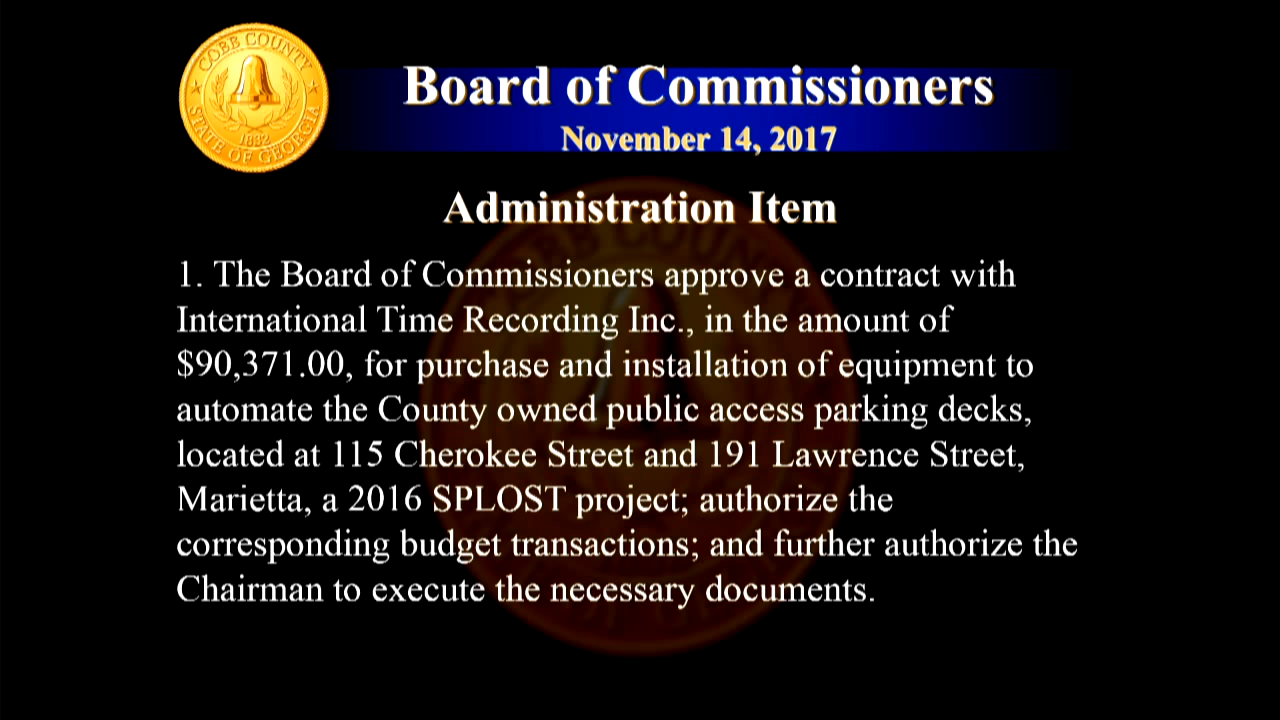 COBB COUNTY
1832
STATE OF GEORGIA
Board of Commissioners
November 14, 2017
Administration Item
1. The Board of Commissioners approve a contract with
International Time Recording Inc., in the amount of
$90,371.00, for purchase and installation of equipment to
automate the County owned public access parking decks,
located at 115 Cherokee Street and 191 Lawrence Street,
Marietta, a 2016 SPLOST project; authorize the
corresponding budget transactions; and further authorize the
Chairman to execute the necessary documents.